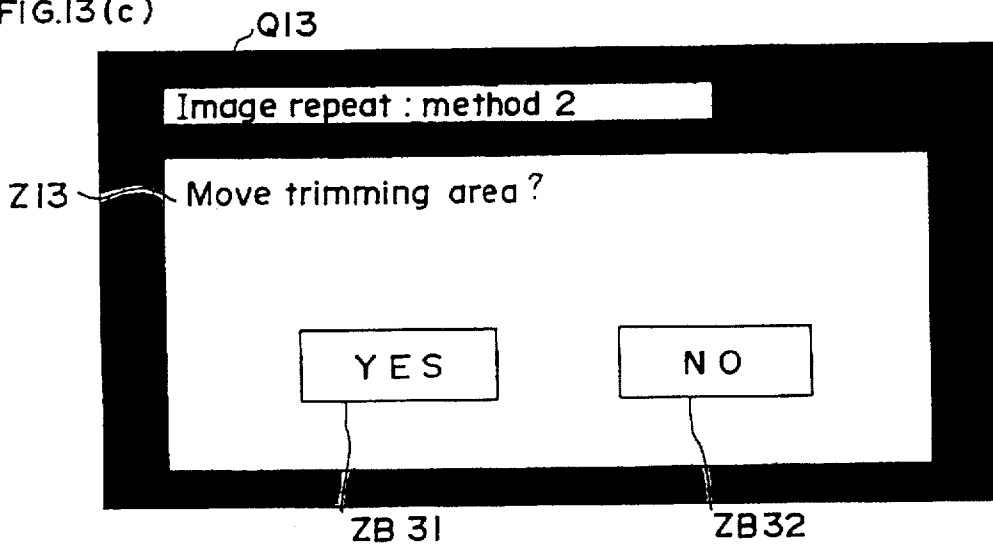 FIG.13(c)
Q13
Image repeat : method 2
Z13
Move trimming area?
YES
NO
ZB 31
ZB32